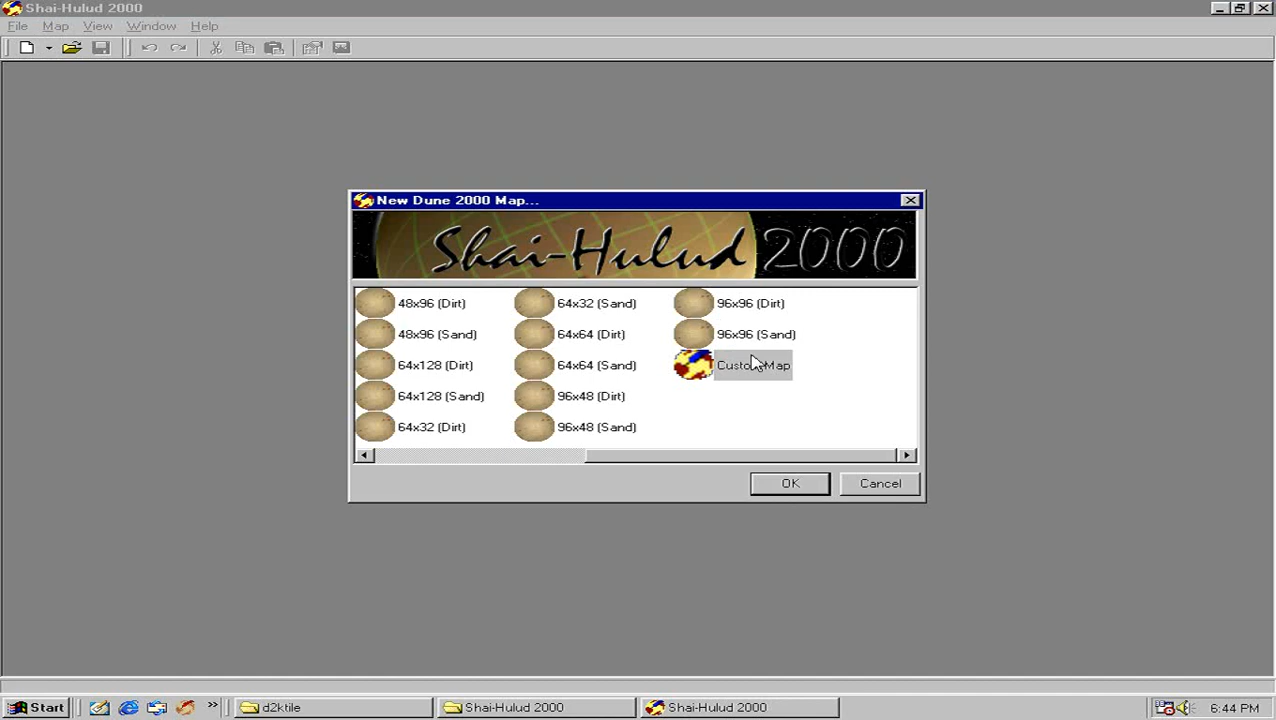 Shai-Hulud 2000
File Map View Window Help
New Dune 2000 Map...
Shai-Hulud 2000
48x96 (Dirt) 64x32 (Sand) 96x96 (Dirt)
48x96 (Sand) 64x64 (Dirt) 96x96 (Sand)
64x128 (Dirt) 64x64 (Sand) Custom Map
64x128 (Sand) 96x48 (Dirt)
64x32 (Dirt) 96x48 (Sand)
OK Cancel
Start d2ktile Shai-Hulud 2000 Shai-Hulud 2000 6:44 PM